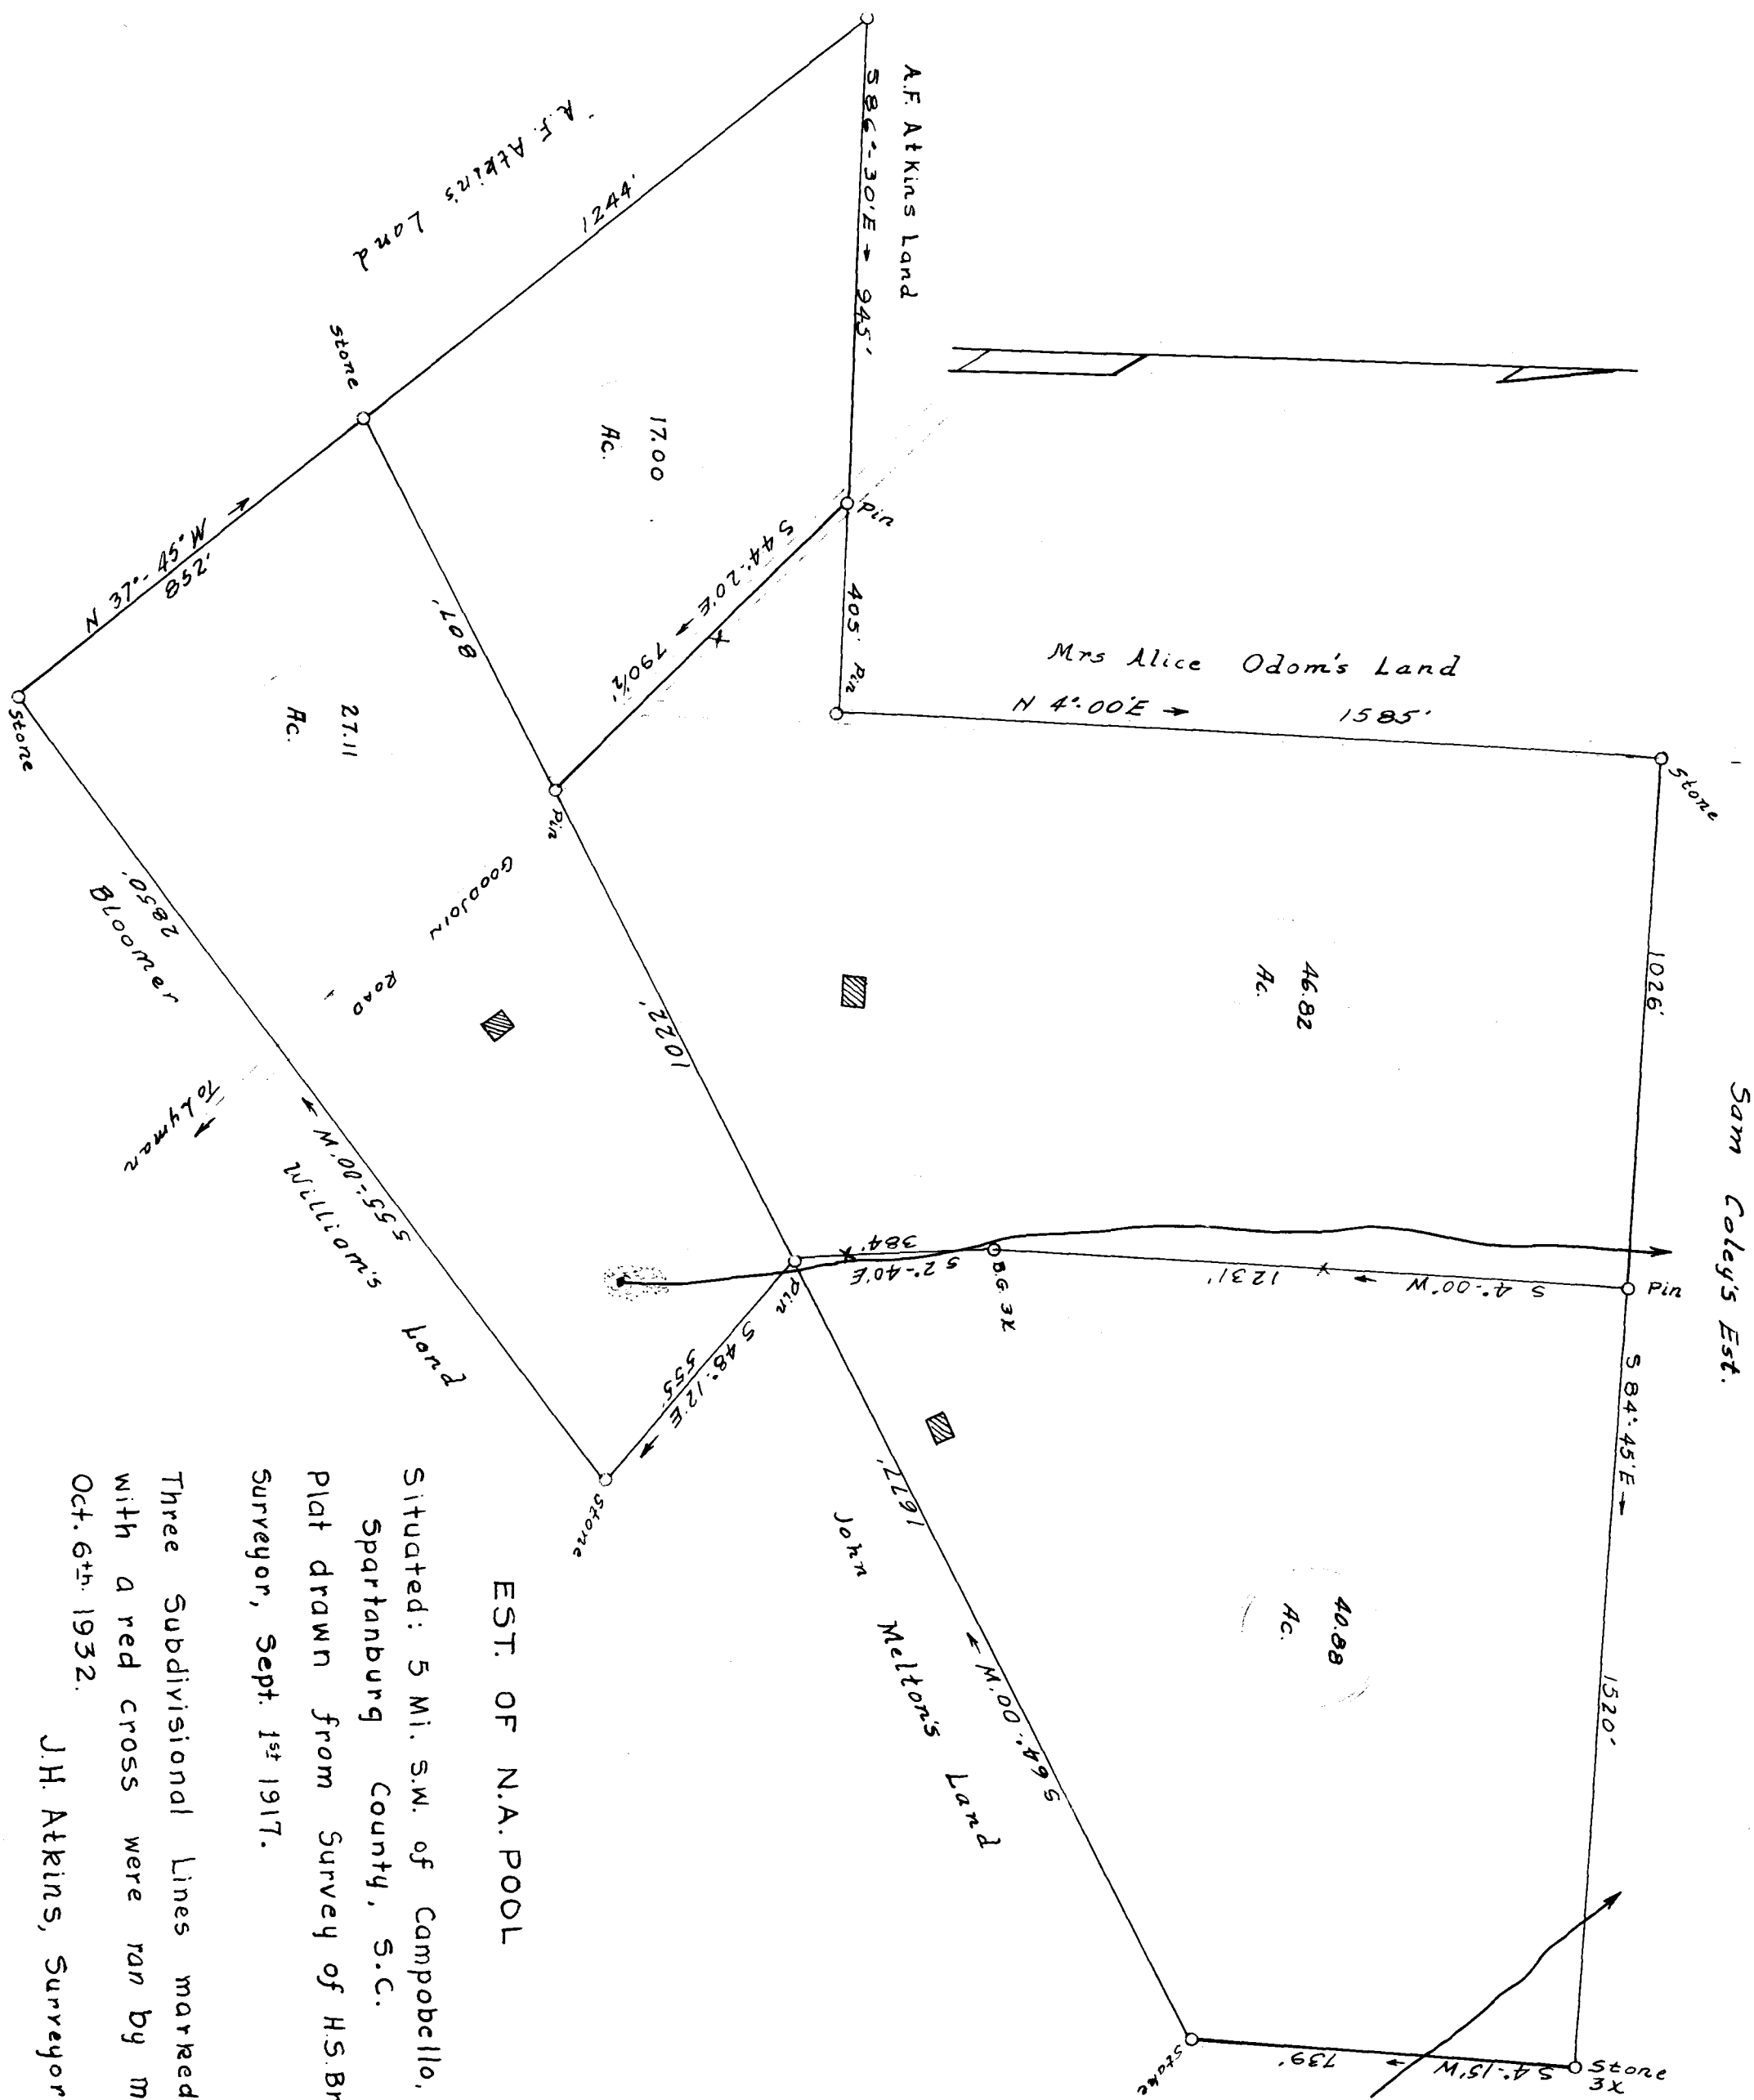 Sam Coley's Est.
Stone
1026'
Pin
S 84°-45'E →
1520'
Stone
3X
Mrs Alice Odom's Land
N 4°-00'E →
1585'
46.82
Ac.
S 4°-00'W
1231'
B.G. 3X
S 2°-40'E
384'
40.88
Ac.
S 4°-15'W
739'
Stake
A.F. Atkins Land
S 86°-30'E → 945'
Pin
405'
Pin
17.00
Ac.
S 44°-20'E
790½'
1244'
A.F. Atkin's Land
Stone
807'
Pin
1022'
Pin
S 64°-00'W
1677'
John Melton's Land
N 37°-45'W
852'
Stone
27.11
Ac.
GOODJOIN
ROAD
To Lyman
S 55°-00'W
2850'
Bloomer William's Land
S 48°-12'E
555'
Stone
EST. OF N.A. POOL
Situated: 5 Mi. S.W. of Campobello,
Spartanburg County, S.C.
Plat drawn from Survey of H.S. Br
Surveyor, Sept. 1st 1917.
Three Subdivisional Lines marked
with a red cross were ran by m
Oct. 6th 1932.
J.H. Atkins, Surveyor